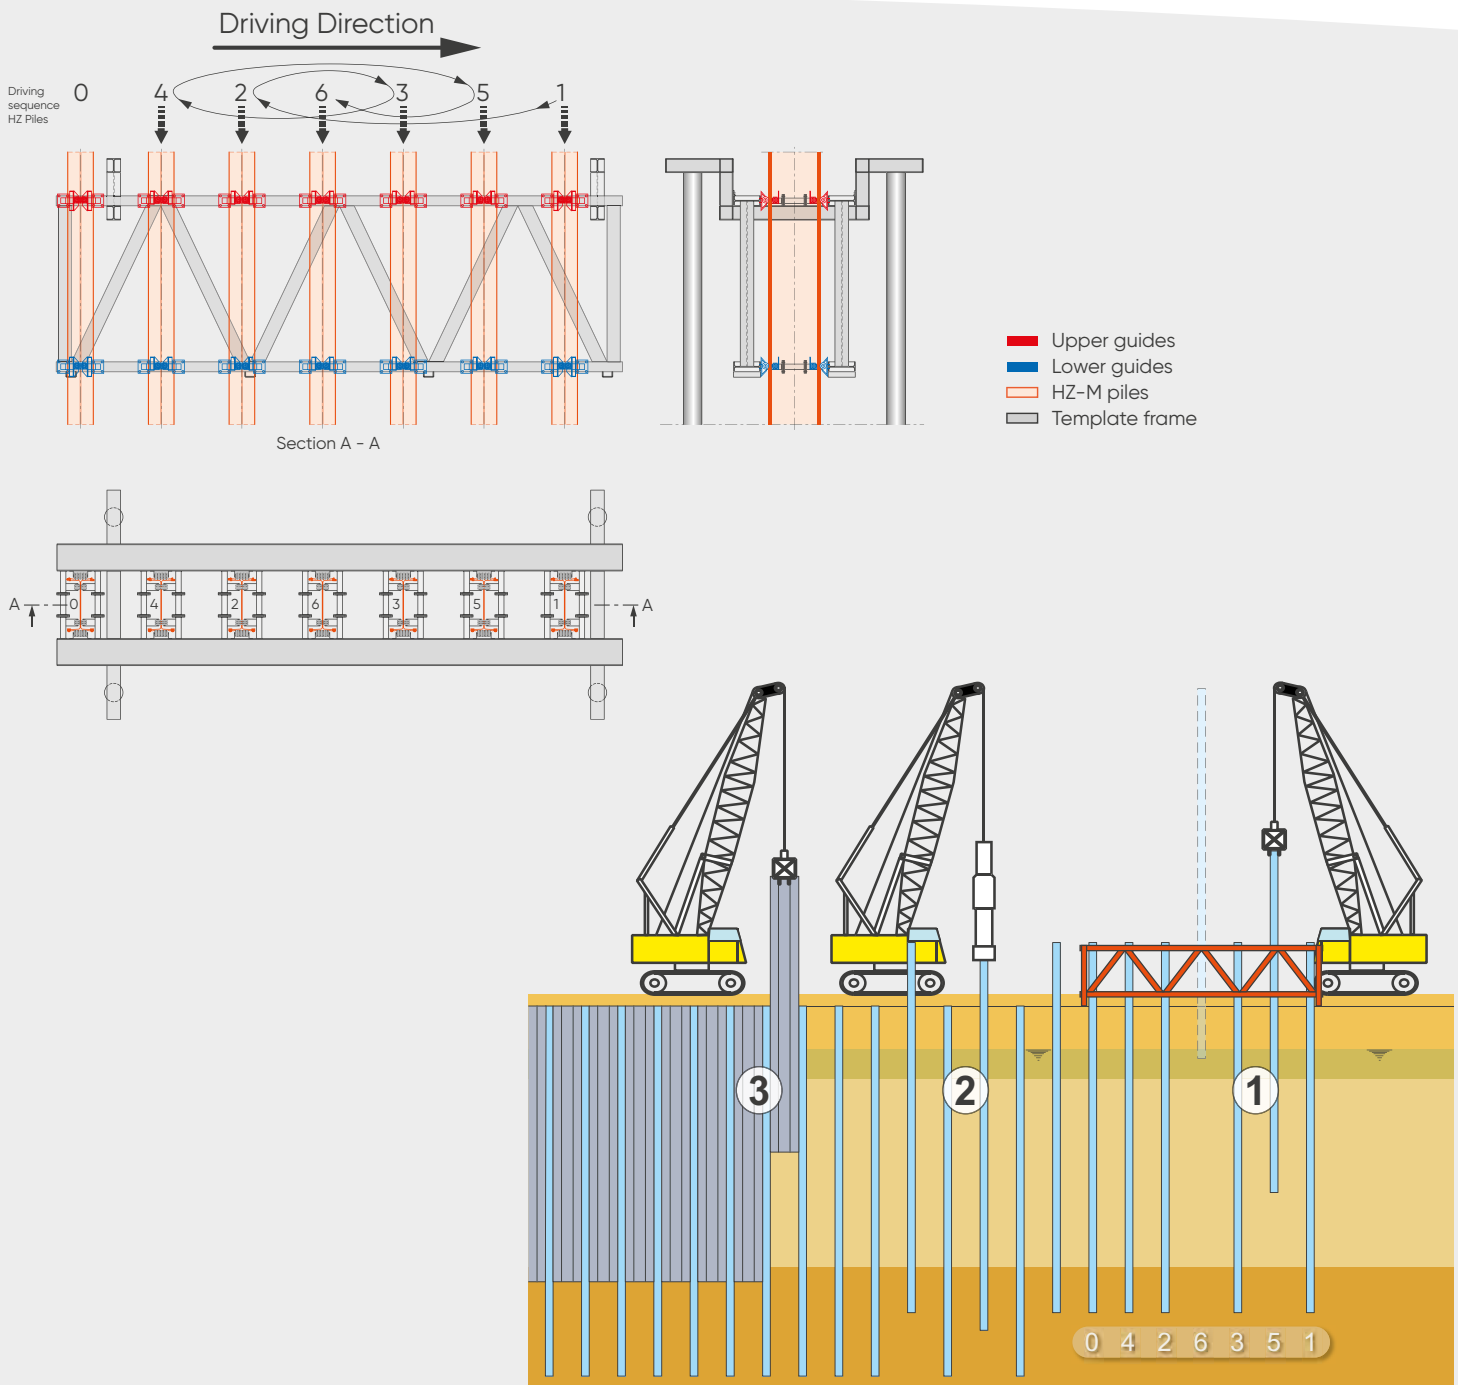 Driving Direction
Driving
sequence
HZ Piles
0 4 2 6 3 5 1
Section A - A
Upper guides
Lower guides
HZ-M piles
Template frame
A 0 4 2 6 3 5 1 A
3 2 1
0 4 2 6 3 5 1